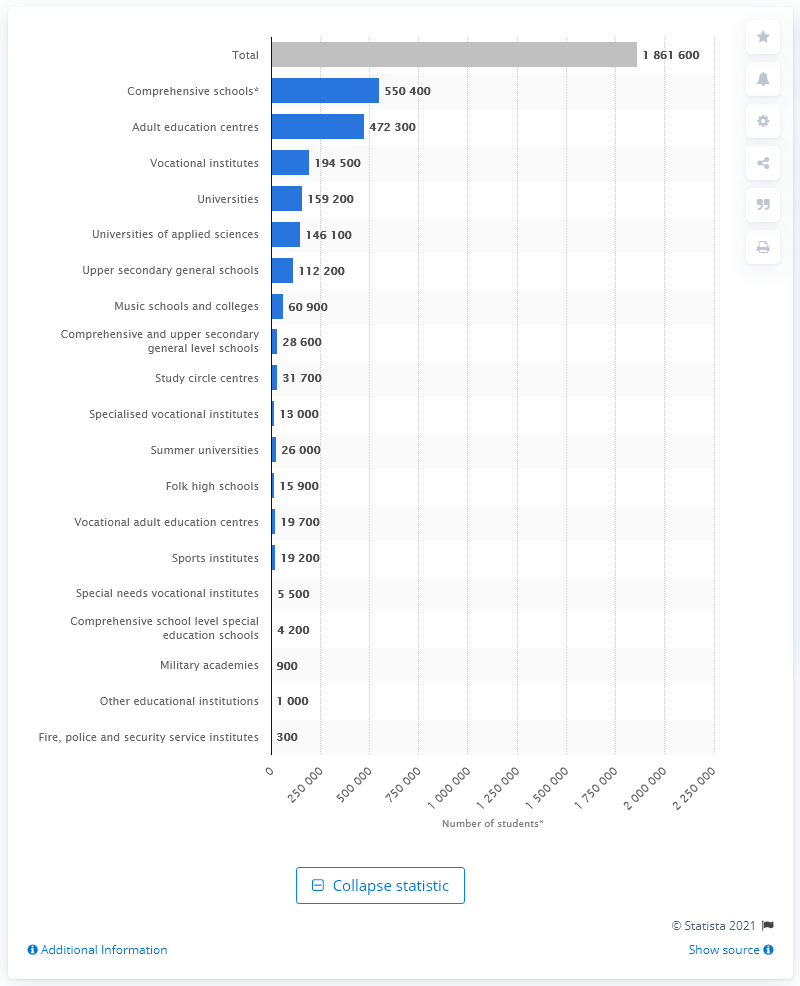 Total 1 861 600
Comprehensive schools* 550 400
Adult education centres 472 300
Vocational institutes 194 500
Universities 159 200
Universities of applied sciences 146 100
Upper secondary general schools 112 200
Music schools and colleges 60 900
Comprehensive and upper secondary
general level schools 28 600
Study circle centres 31 700
Specialised vocational institutes 13 000
Summer universities 26 000
Folk high schools 15 900
Vocational adult education centres 19 700
Sports institutes 19 200
Special needs vocational institutes 5 500
Comprehensive school level special
education schools 4 200
Military academies 900
Other educational institutions 1 000
Fire, police and security service institutes 300
0 250 000 500 000 750 000 1 000 000 1 250 000 1 500 000 1 750 000 2 000 000 2 250 000
Number of students*
Collapse statistic
© Statista 2021
Additional Information Show source